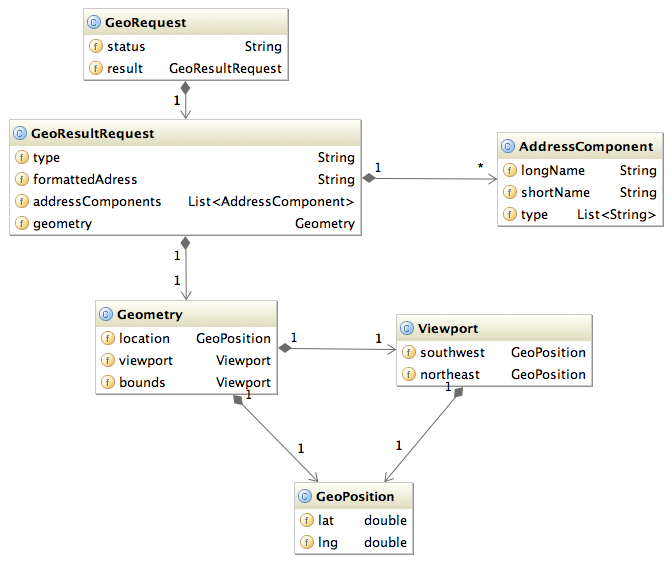 GeoRequest
status String
result GeoResultRequest
1
GeoResultRequest
type String
formattedAdress String
addressComponents List<AddressComponent>
geometry Geometry
1 *
AddressComponent
longName String
shortName String
type List<String>
1
1
Geometry
location GeoPosition
viewport Viewport
bounds Viewport
1 1
Viewport
southwest GeoPosition
northeast GeoPosition
1 1
1 1
GeoPosition
lat double
lng double